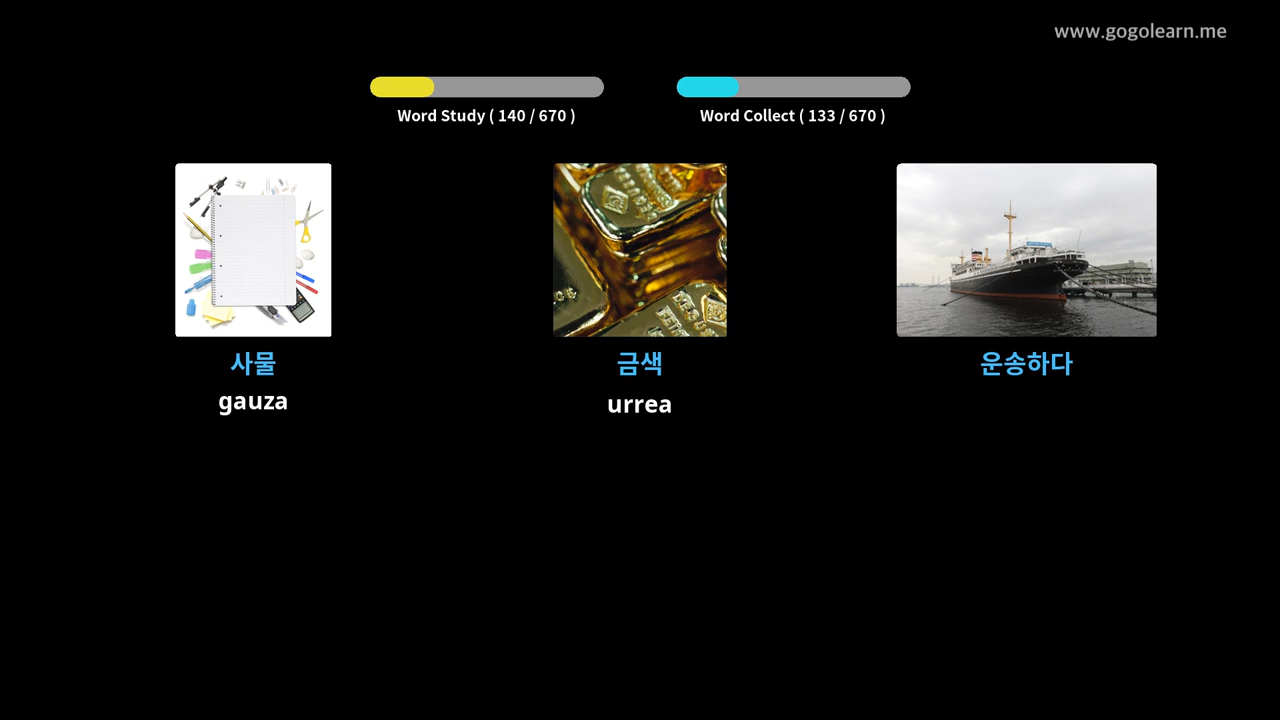 www.gogolearn.me
Word Study ( 140 / 670 )
Word Collect ( 133 / 670 )
사물
금색
운송하다
gauza
urrea